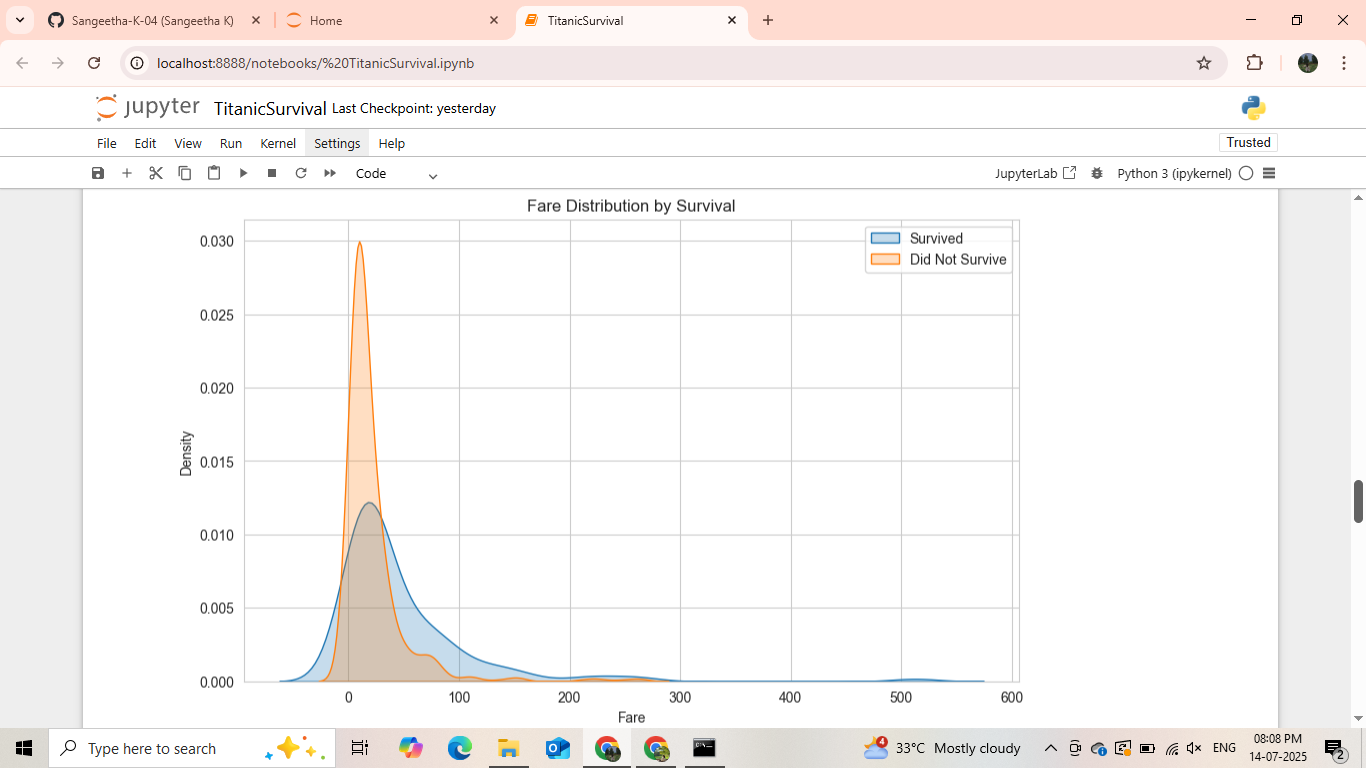 Sangeetha-K-04 (Sangeetha K)
Home
TitanicSurvival
localhost:8888/notebooks/%20TitanicSurvival.ipynb
jupyter TitanicSurvival Last Checkpoint: yesterday
File Edit View Run Kernel Settings Help
Trusted
Code
JupyterLab
Python 3 (ipykernel)
Fare Distribution by Survival
Survived
Did Not Survive
0.030
0.025
0.020
0.015
0.010
0.005
0.000
Density
0 100 200 300 400 500 600
Fare
Type here to search
4
33°C Mostly cloudy
ENG
08:08 PM
14-07-2025
2